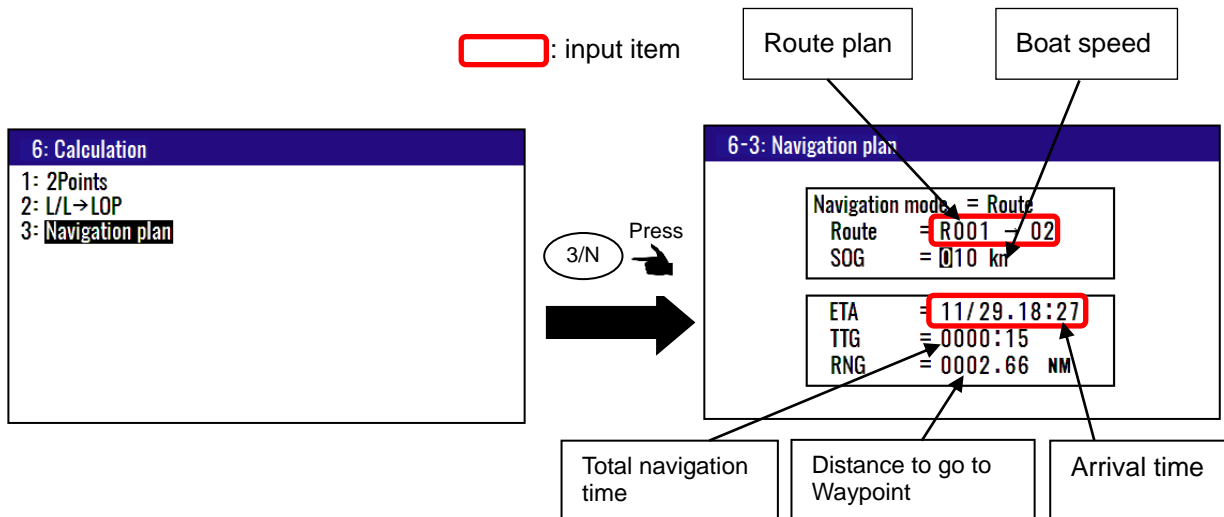 : input item
Route plan
Boat speed
6: Calculation
1: 2Points
2: L/L→LOP
3: Navigation plan
3/N
Press
6-3: Navigation plan
Navigation mode = Route
Route = R001 → 02
SOG = 010 kn
ETA = 11/29.18:27
TTG = 0000:15
RNG = 0002.66 NM
Total navigation
time
Distance to go to
Waypoint
Arrival time